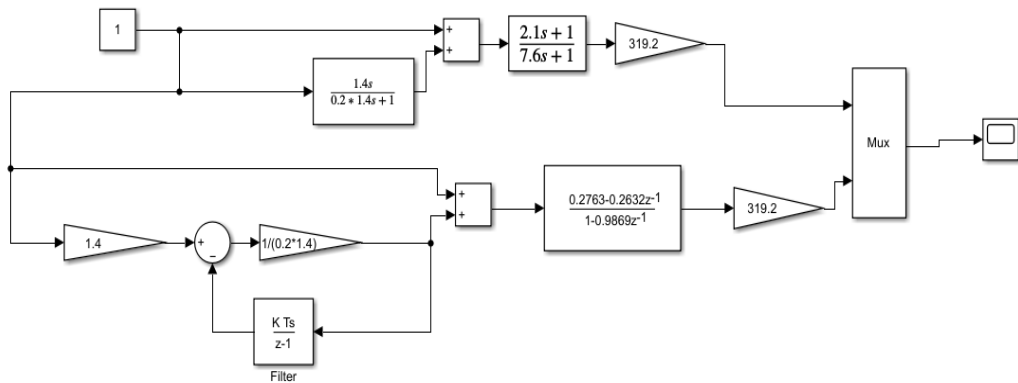 1
+
+
2.1s + 1
7.6s + 1
319.2
1.4s
0.2 * 1.4s + 1
Mux
+
+
0.2763-0.2632z-1
1-0.9869z-1
319.2
1.4
+
−
1/(0.2*1.4)
K Ts
z-1
Filter